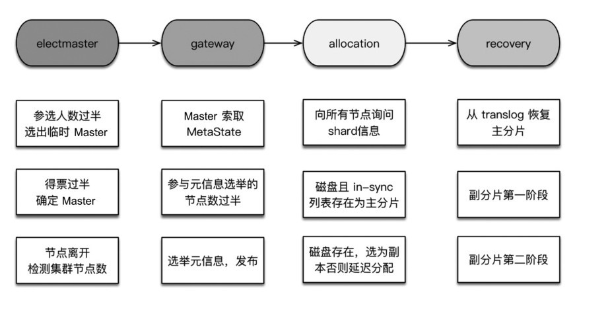 electmaster
gateway
allocation
recovery
参选人数过半
选出临时 Master
Master 索取
MetaState
向所有节点询问
shard信息
从 translog 恢复
主分片
得票过半
确定 Master
参与元信息选举的
节点数过半
磁盘且 in-sync
列表存在为主分片
副分片第一阶段
节点离开
检测集群节点数
选举元信息，发布
磁盘存在，选为副
本否则延迟分配
副分片第二阶段